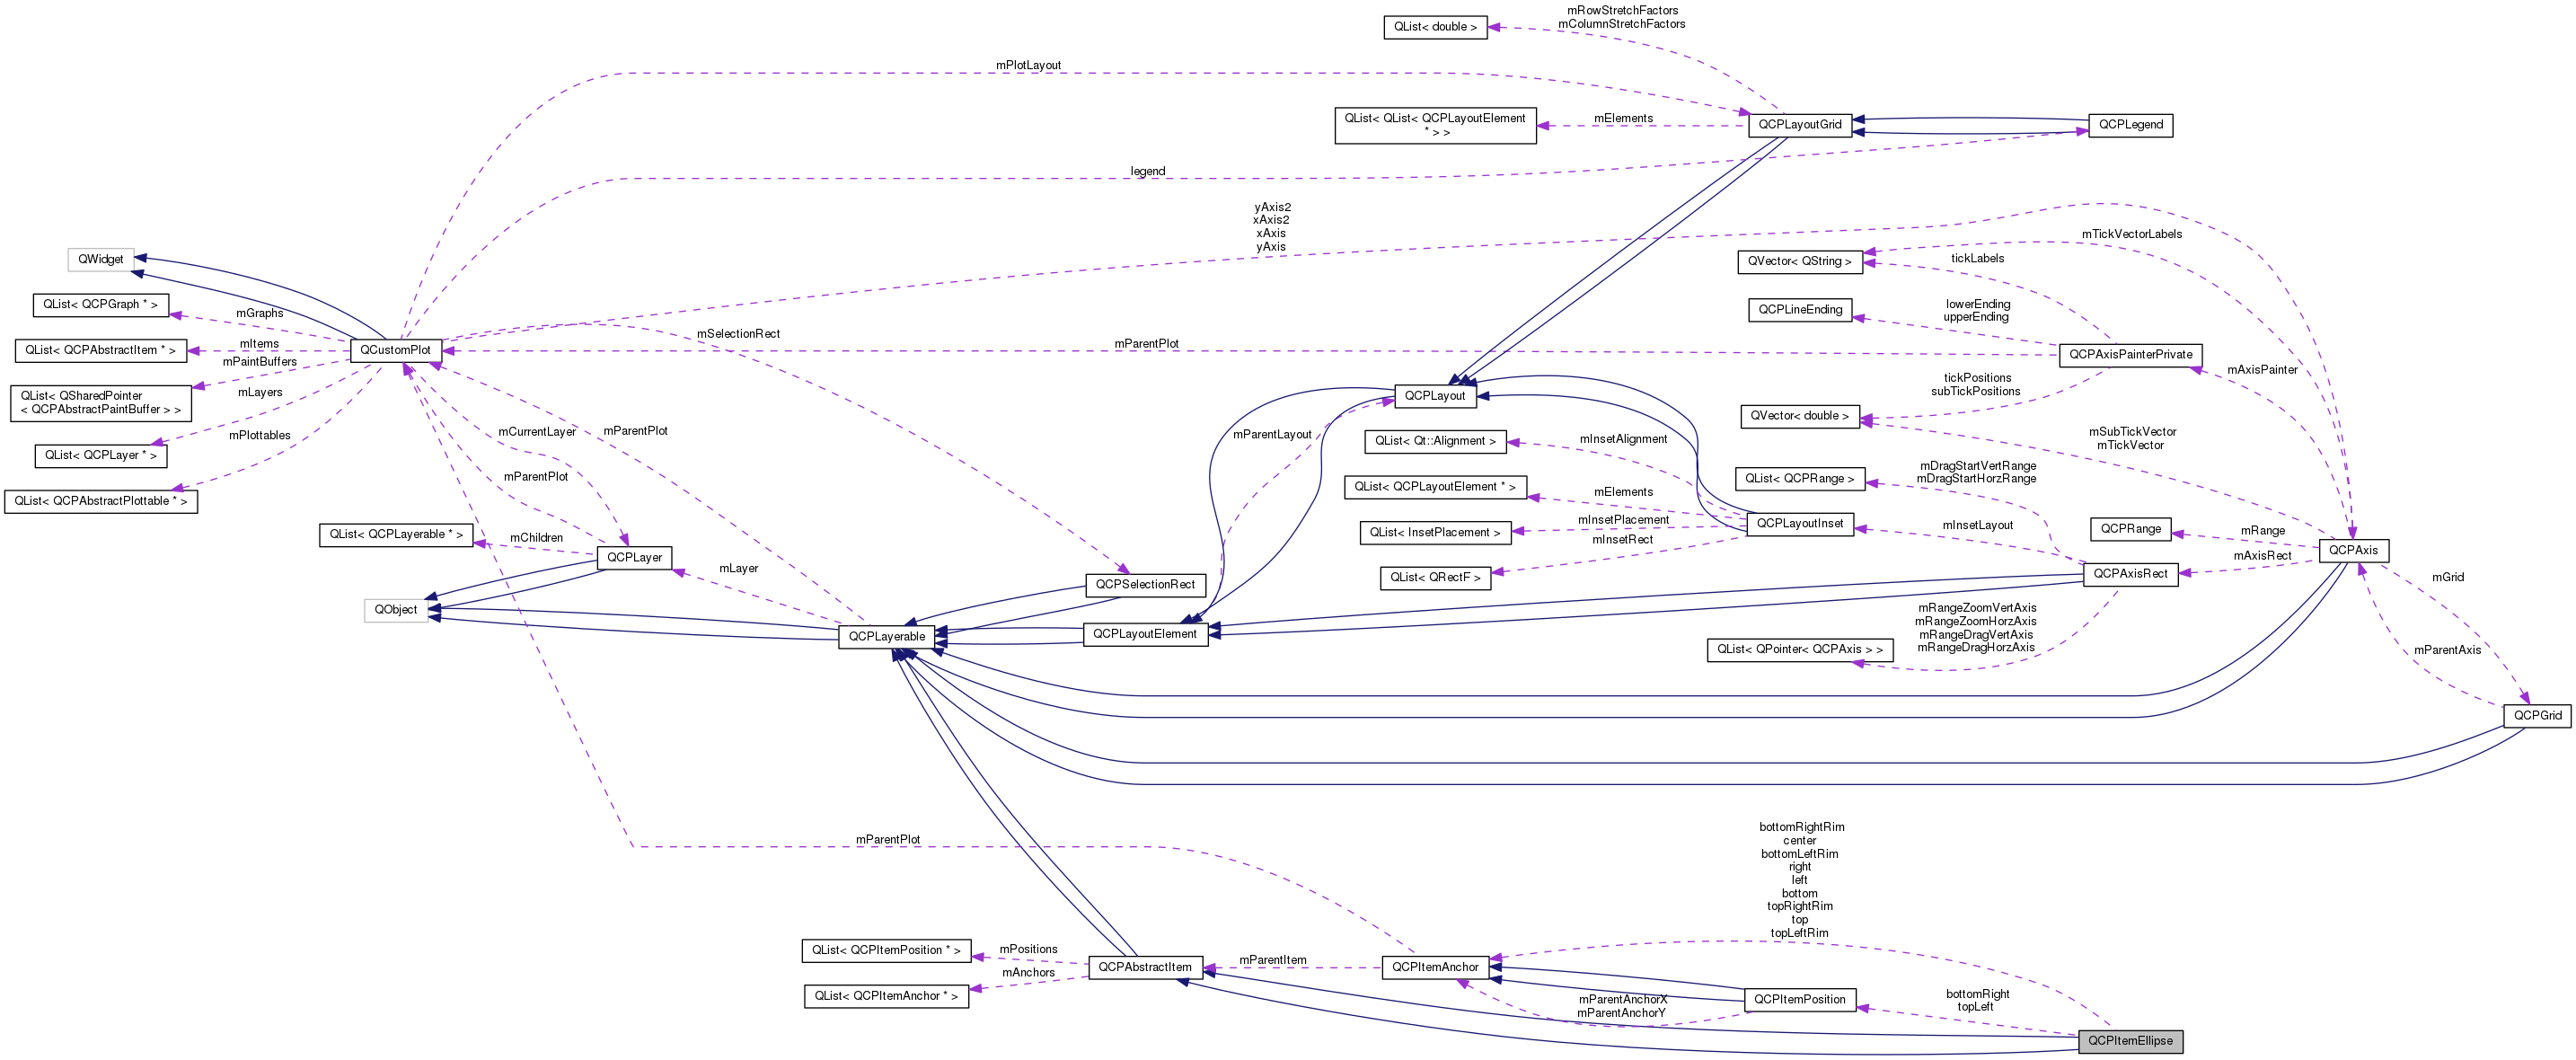 mRowStretchFactors
mColumnStretchFactors
QList< double >
mPlotLayout
QList< QList< QCPLayoutElement
* > >
mElements
QCPLayoutGrid
QCPLegend
legend
yAxis2
xAxis2
xAxis
yAxis
mTickVectorLabels
QWidget
QVector< QString >
tickLabels
QList< QCPGraph * >
mGraphs
QCPLineEnding
lowerEnding
upperEnding
mSelectionRect
QList< QCPAbstractItem * >
mItems
QCustomPlot
mParentPlot
QCPAxisPainterPrivate
mPaintBuffers
mAxisPainter
QList< QSharedPointer
< QCPAbstractPaintBuffer > >
mLayers
QCPLayout
tickPositions
subTickPositions
QVector< double >
mPlottables
mCurrentLayer
mParentPlot
mParentLayout
QList< Qt::Alignment >
mInsetAlignment
mSubTickVector
mTickVector
QList< QCPLayer * >
mParentPlot
QList< QCPRange >
mDragStartVertRange
mDragStartHorzRange
QList< QCPLayoutElement * >
mElements
QList< QCPAbstractPlottable * >
QCPLayoutInset
mInsetLayout
QList< QCPLayerable * >
mChildren
QList< InsetPlacement >
mInsetPlacement
mInsetRect
QCPRange
mRange
QCPAxis
mAxisRect
QCPLayer
mLayer
QCPSelectionRect
QList< QRectF >
QCPAxisRect
mGrid
QObject
QCPLayerable
QCPLayoutElement
mRangeZoomVertAxis
mRangeZoomHorzAxis
mRangeDragVertAxis
mRangeDragHorzAxis
QList< QPointer< QCPAxis > >
mParentAxis
QCPGrid
mParentPlot
bottomRightRim
center
bottomLeftRim
right
left
bottom
topRightRim
top
topLeftRim
QList< QCPItemPosition * >
mPositions
QCPAbstractItem
mParentItem
QCPItemAnchor
mAnchors
QList< QCPItemAnchor * >
mParentAnchorX
mParentAnchorY
QCPItemPosition
bottomRight
topLeft
QCPItemEllipse